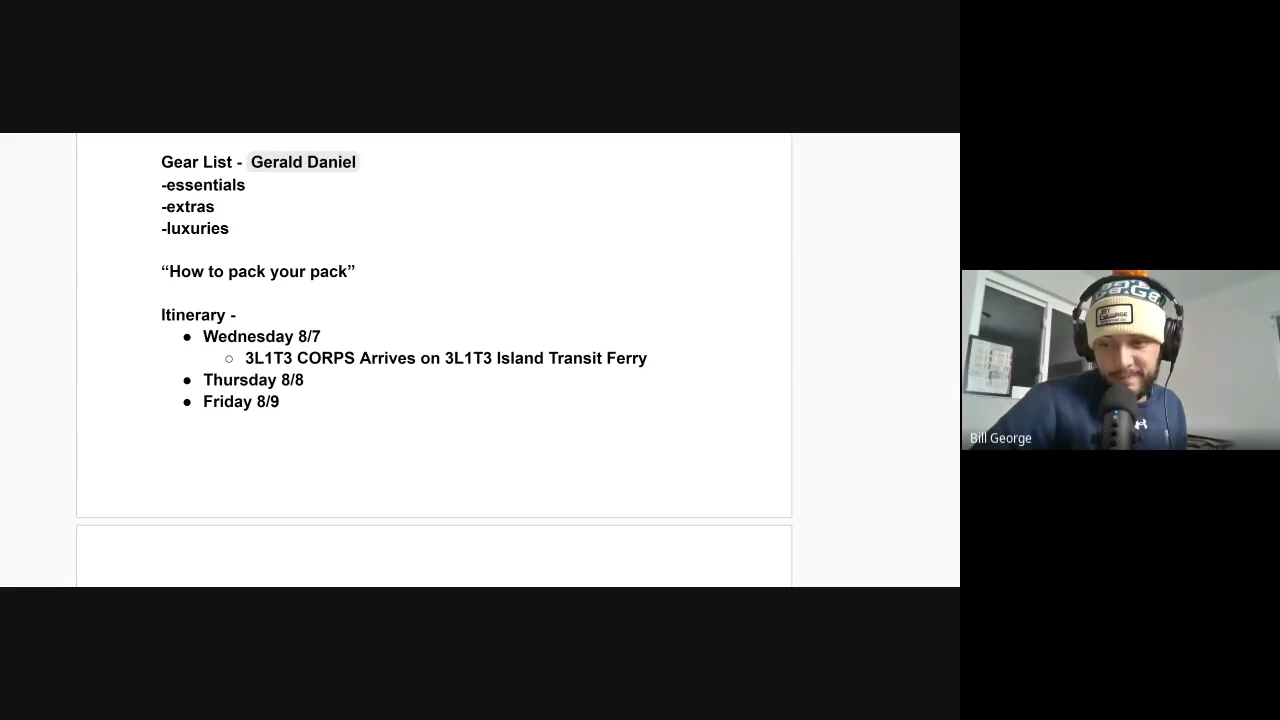 Gear List - Gerald Daniel
-essentials
-extras
-luxuries
“How to pack your pack”
Itinerary -
● Wednesday 8/7
○ 3L1T3 CORPS Arrives on 3L1T3 Island Transit Ferry
● Thursday 8/8
● Friday 8/9
GEORGE
Bill George